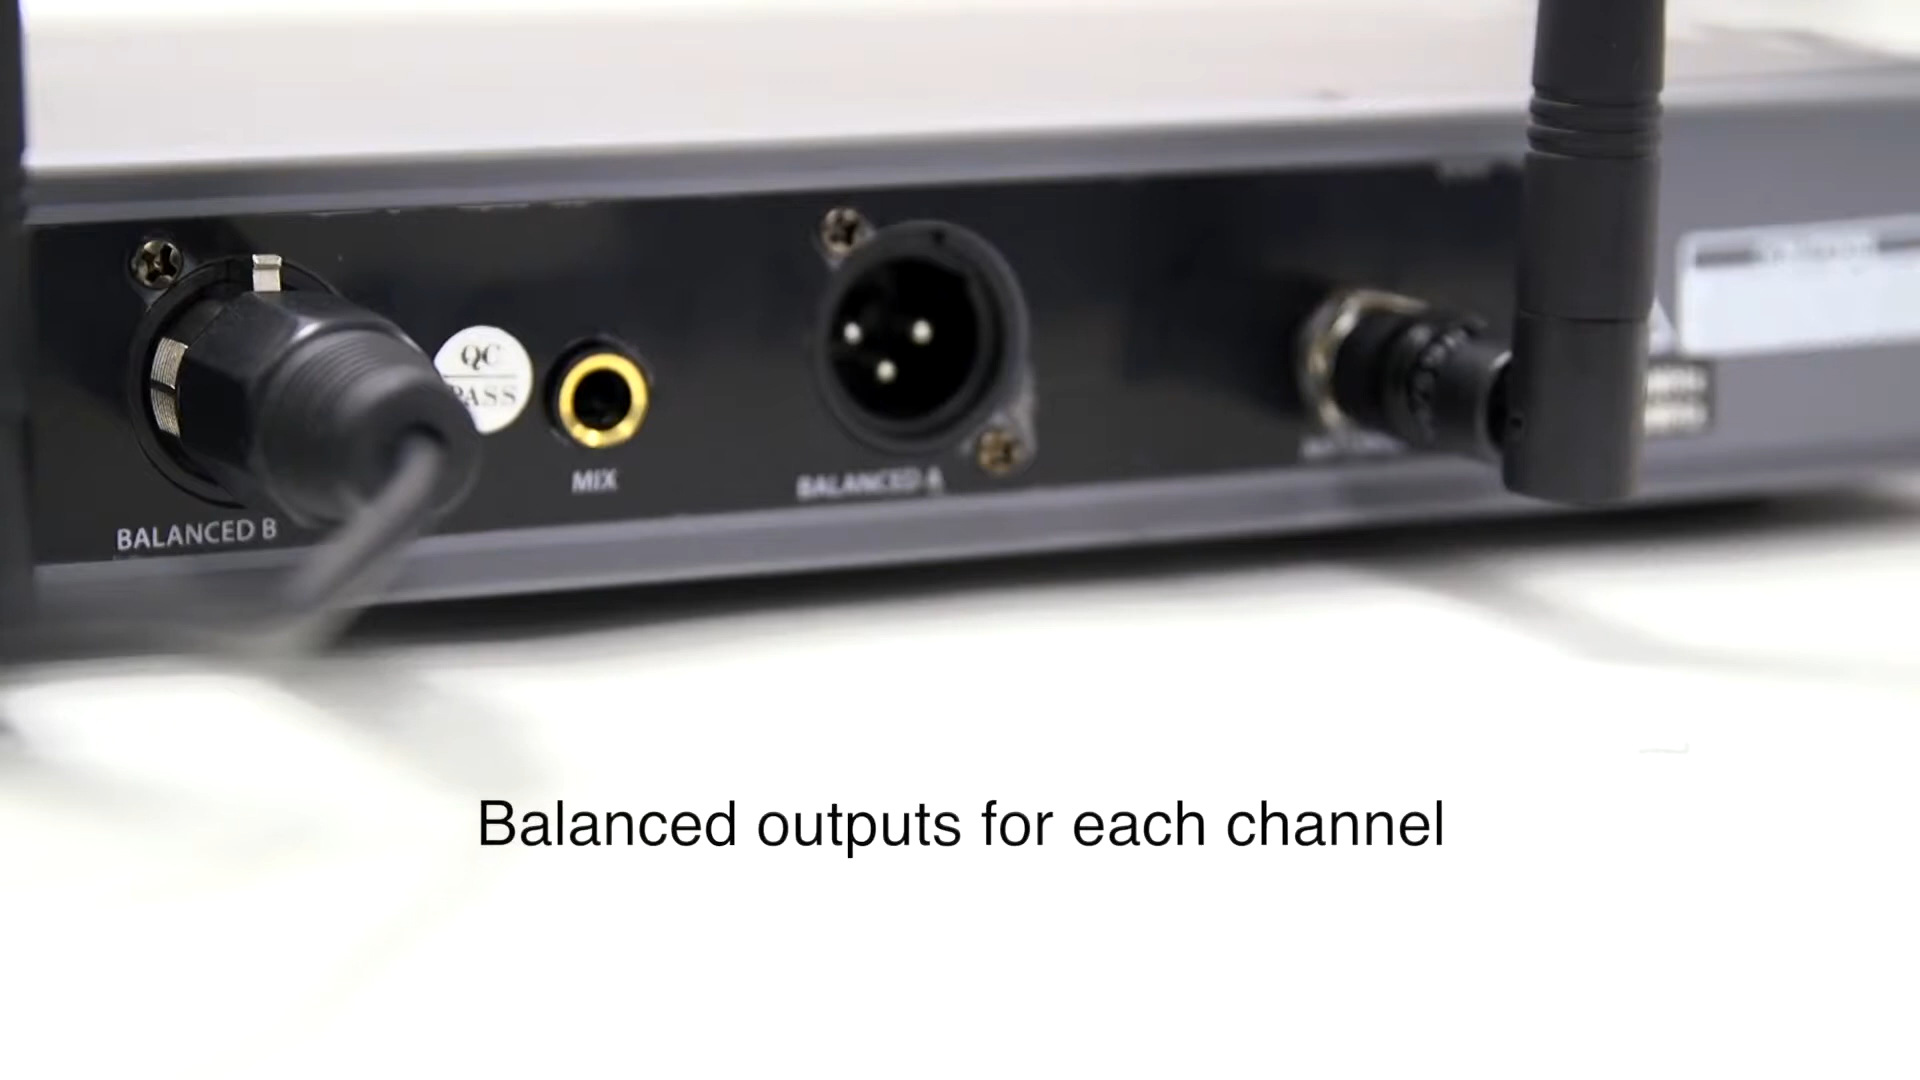 QC
PASS
MIX
BALANCED A
BALANCED B
Balanced outputs for each channel